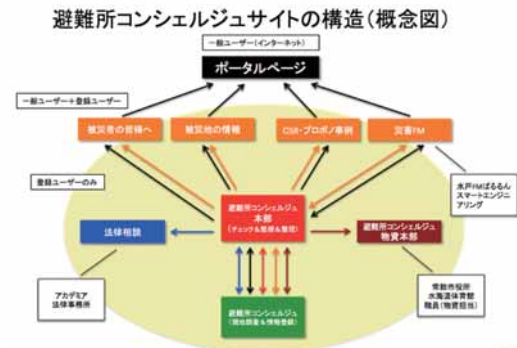 避難所コンシェルジュサイトの構造(概念図)
一般ユーザー(インターネット)
ポータルページ
一般ユーザー+登録ユーザー
被災者の皆様へ
被災地の情報
CSR・プロボノ事例
災害FM
登録ユーザーのみ
水戸FMぱるるん
スマートエンジニ
アリング
法律相談
避難所コンシェルジュ
本部
避難所コンシェルジュ
物資本部
アカデミア
法律事務所
避難所コンシェルジュ
(現地調査&情報登録)
常総市役所
水海道体育館
職員(物資担当)